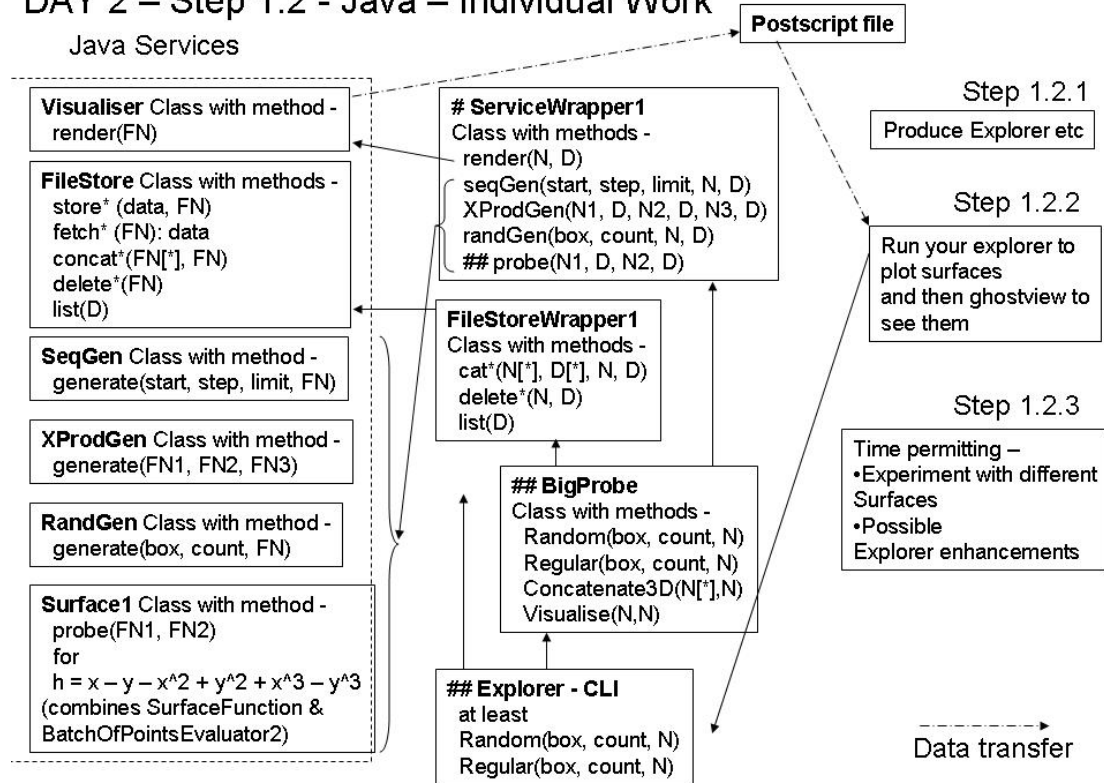 DAY 2 – Step 1.2 - Java – Individual Work
Java Services
Postscript file
Visualiser Class with method -
render(FN)
FileStore Class with methods -
store* (data, FN)
fetch* (FN): data
concat*(FN[*], FN)
delete*(FN)
list(D)
SeqGen Class with method -
generate(start, step, limit, FN)
XProdGen Class with method -
generate(FN1, FN2, FN3)
RandGen Class with method -
generate(box, count, FN)
Surface1 Class with method -
probe(FN1, FN2)
for
h = x – y – x^2 + y^2 + x^3 – y^3
(combines SurfaceFunction &
BatchOfPointsEvaluator2)
# ServiceWrapper1
Class with methods -
render(N, D)
seqGen(start, step, limit, N, D)
XProdGen(N1, D, N2, D, N3, D)
randGen(box, count, N, D)
## probe(N1, D, N2, D)
FileStoreWrapper1
Class with methods -
cat*(N[*], D[*], N, D)
delete*(N, D)
list(D)
## BigProbe
Class with methods -
Random(box, count, N)
Regular(box, count, N)
Concatenate3D(N[*],N)
Visualise(N,N)
## Explorer - CLI
at least
Random(box, count, N)
Regular(box, count, N)
Step 1.2.1
Produce Explorer etc
Step 1.2.2
Run your explorer to
plot surfaces
and then ghostview to
see them
Step 1.2.3
Time permitting –
•Experiment with different
Surfaces
•Possible
Explorer enhancements
Data transfer